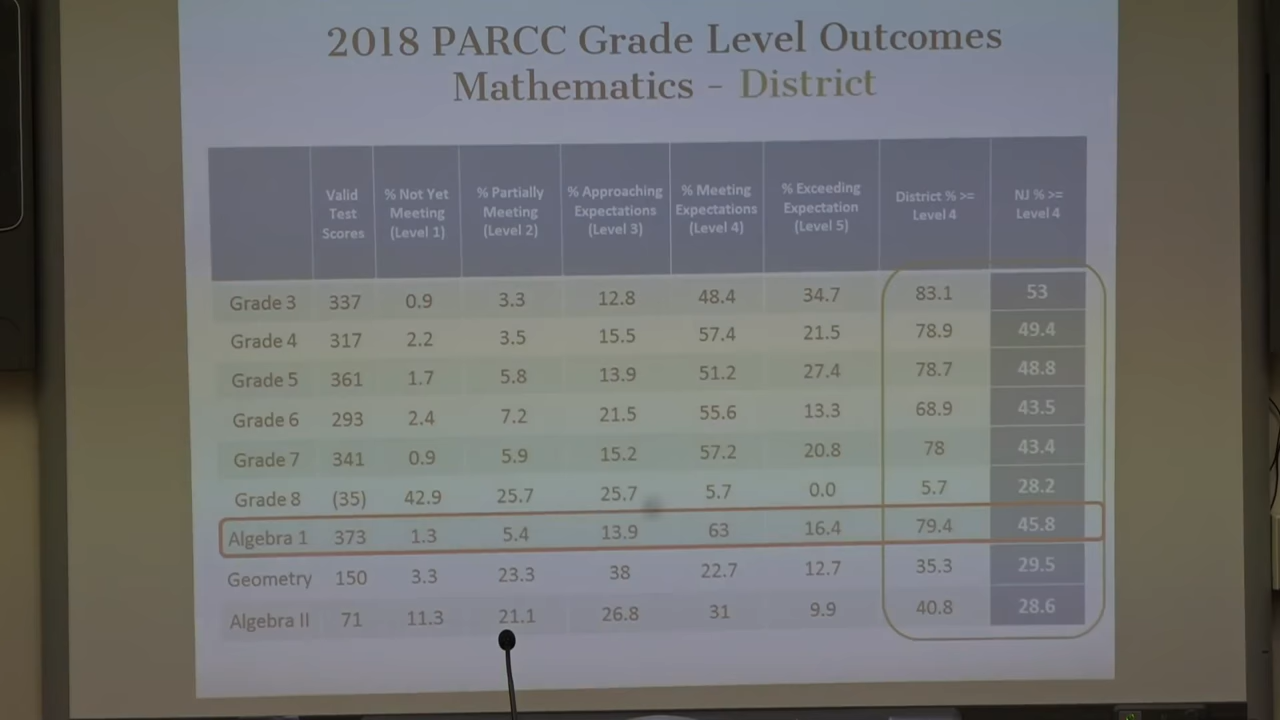 2018 PARCC Grade Level Outcomes
Mathematics - District
Valid Test Scores % Not Yet Meeting (Level 1) % Partially Meeting (Level 2) % Approaching Expectations (Level 3) % Meeting Expectations (Level 4) % Exceeding Expectation (Level 5) District % >= Level 4 NJ % >= Level 4
Grade 3 337 0.9 3.3 12.8 48.4 34.7 83.1 53
Grade 4 317 2.2 3.5 15.5 57.4 21.5 78.9 49.4
Grade 5 361 1.7 5.8 13.9 51.2 27.4 78.7 48.8
Grade 6 293 2.4 7.2 21.5 55.6 13.3 68.9 43.5
Grade 7 341 0.9 5.9 15.2 57.2 20.8 78 43.4
Grade 8 (35) 42.9 25.7 25.7 5.7 0.0 5.7 28.2
Algebra 1 373 1.3 5.4 13.9 63 16.4 79.4 45.8
Geometry 150 3.3 23.3 38 22.7 12.7 35.3 29.5
Algebra II 71 11.3 21.1 26.8 31 9.9 40.8 28.6